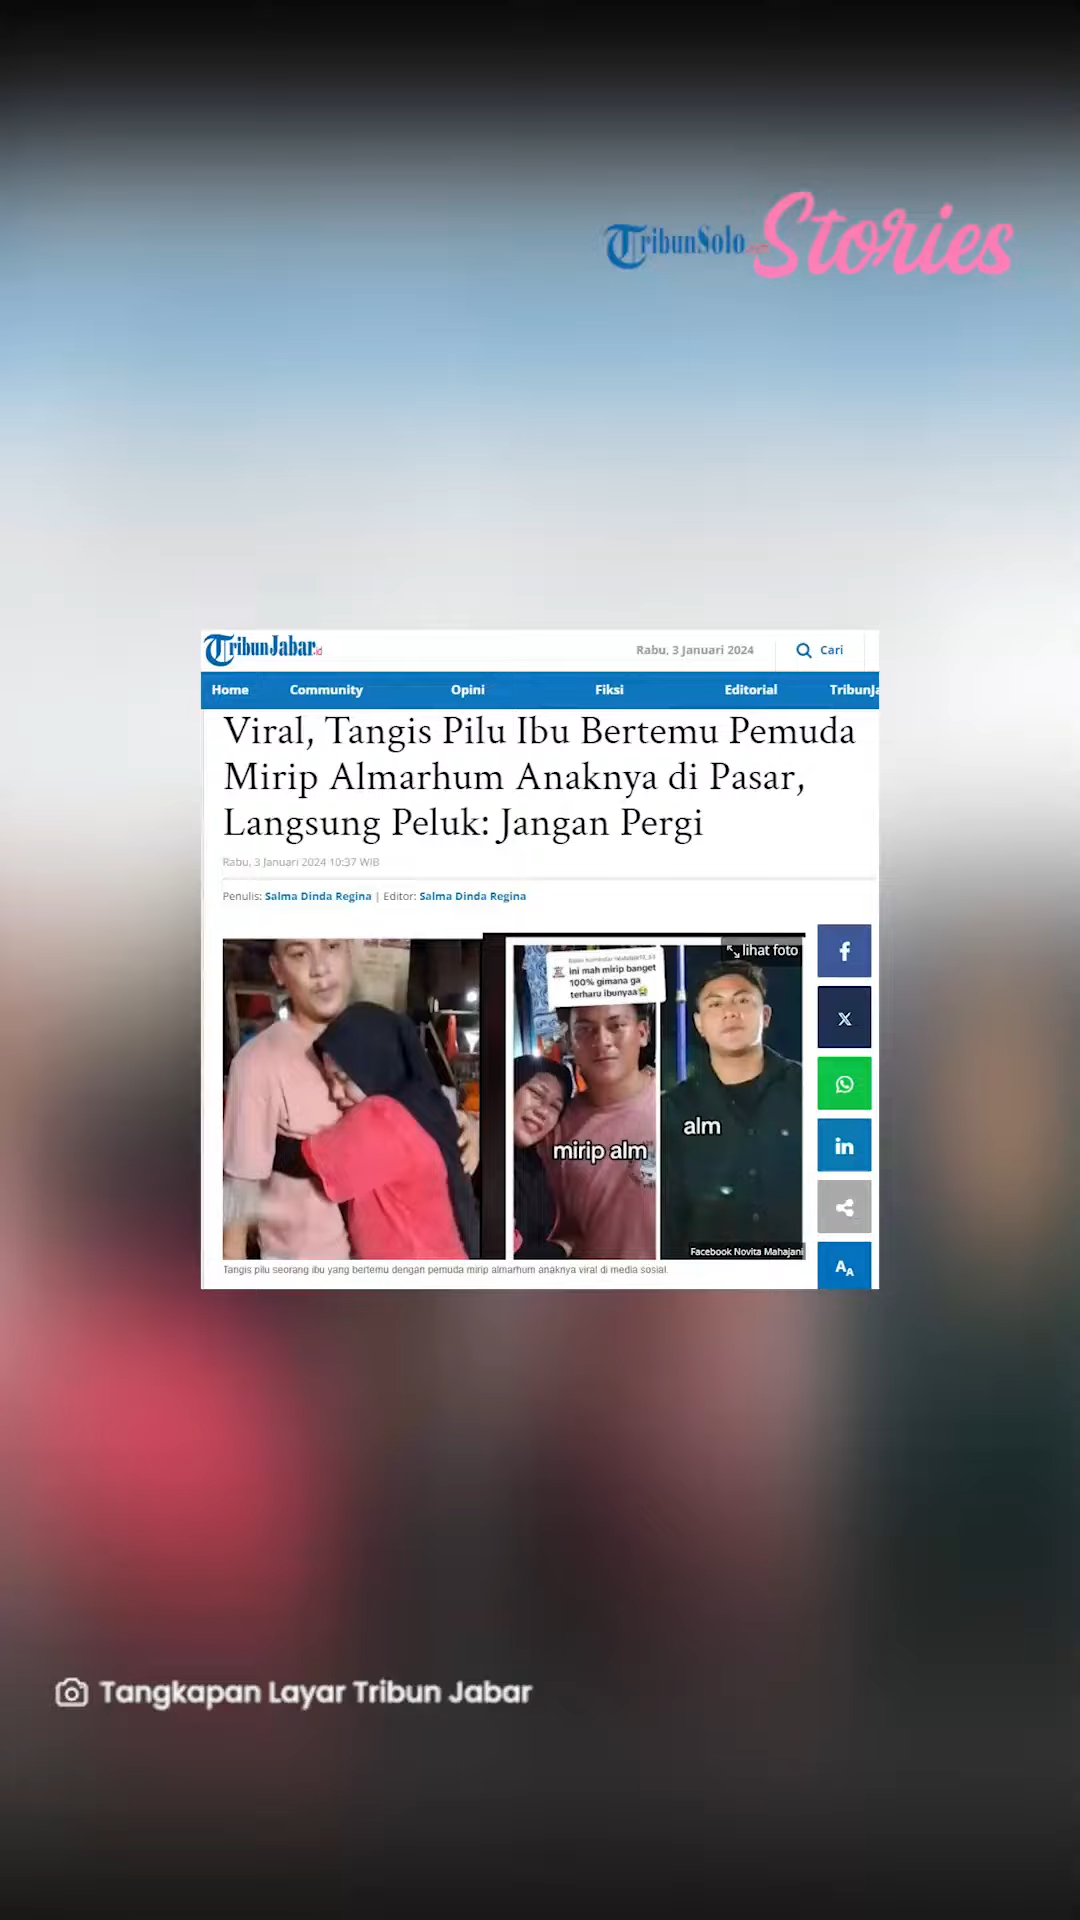 TribunSolo.com Stories
TribunJabar.id
Rabu, 3 Januari 2024
Cari
Home Community Opini Fiksi Editorial TribunJa
Viral, Tangis Pilu Ibu Bertemu Pemuda
Mirip Almarhum Anaknya di Pasar,
Langsung Peluk: Jangan Pergi
Rabu, 3 Januari 2024 10:37 WIB
Penulis: Salma Dinda Regina | Editor: Salma Dinda Regina
lihat foto
ini mah mirip banget
100% gimana ga
terharu ibunyaa😭
mirip alm
alm
Facebook Novita Mahajani
f
X
in
AA
Tangis pilu seorang ibu yang bertemu dengan pemuda mirip almarhum anaknya viral di media sosial.
Tangkapan Layar Tribun Jabar